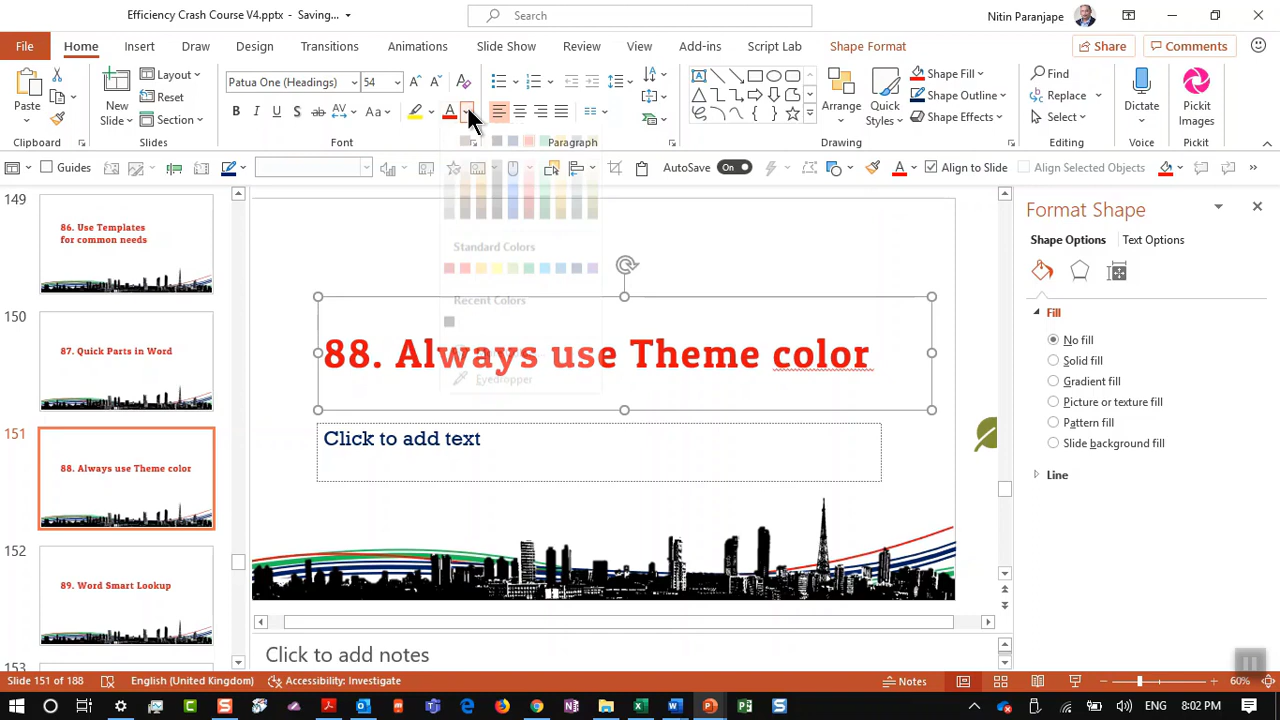 Efficiency Crash Course V4.pptx - Saving...
Search
Nitin Paranjape
File
Home
Insert
Draw
Design
Transitions
Animations
Slide Show
Review
View
Add-ins
Script Lab
Shape Format
Share
Comments
Paste
New
Slide
Layout
Reset
Section
Patua One (Headings)
54
Find
Replace
Select
Arrange
Quick
Styles
Shape Fill
Shape Outline
Shape Effects
Dictate
Pickit
Images
Clipboard
Slides
Font
Paragraph
Drawing
Editing
Voice
Pickit
Guides
AutoSave
On
Align to Slide
Align Selected Objects
149
86. Use Templates
for common needs
150
87. Quick Parts in Word
151
88. Always use Theme color
152
89. Word Smart Lookup
153
Standard Colors
Recent Colors
Eyedropper
88. Always use Theme color
Click to add text
Click to add notes
Format Shape
Shape Options
Text Options
Fill
No fill
Solid fill
Gradient fill
Picture or texture fill
Pattern fill
Slide background fill
Line
Slide 151 of 188
English (United Kingdom)
Accessibility: Investigate
Notes
60%
ENG
8:02 PM